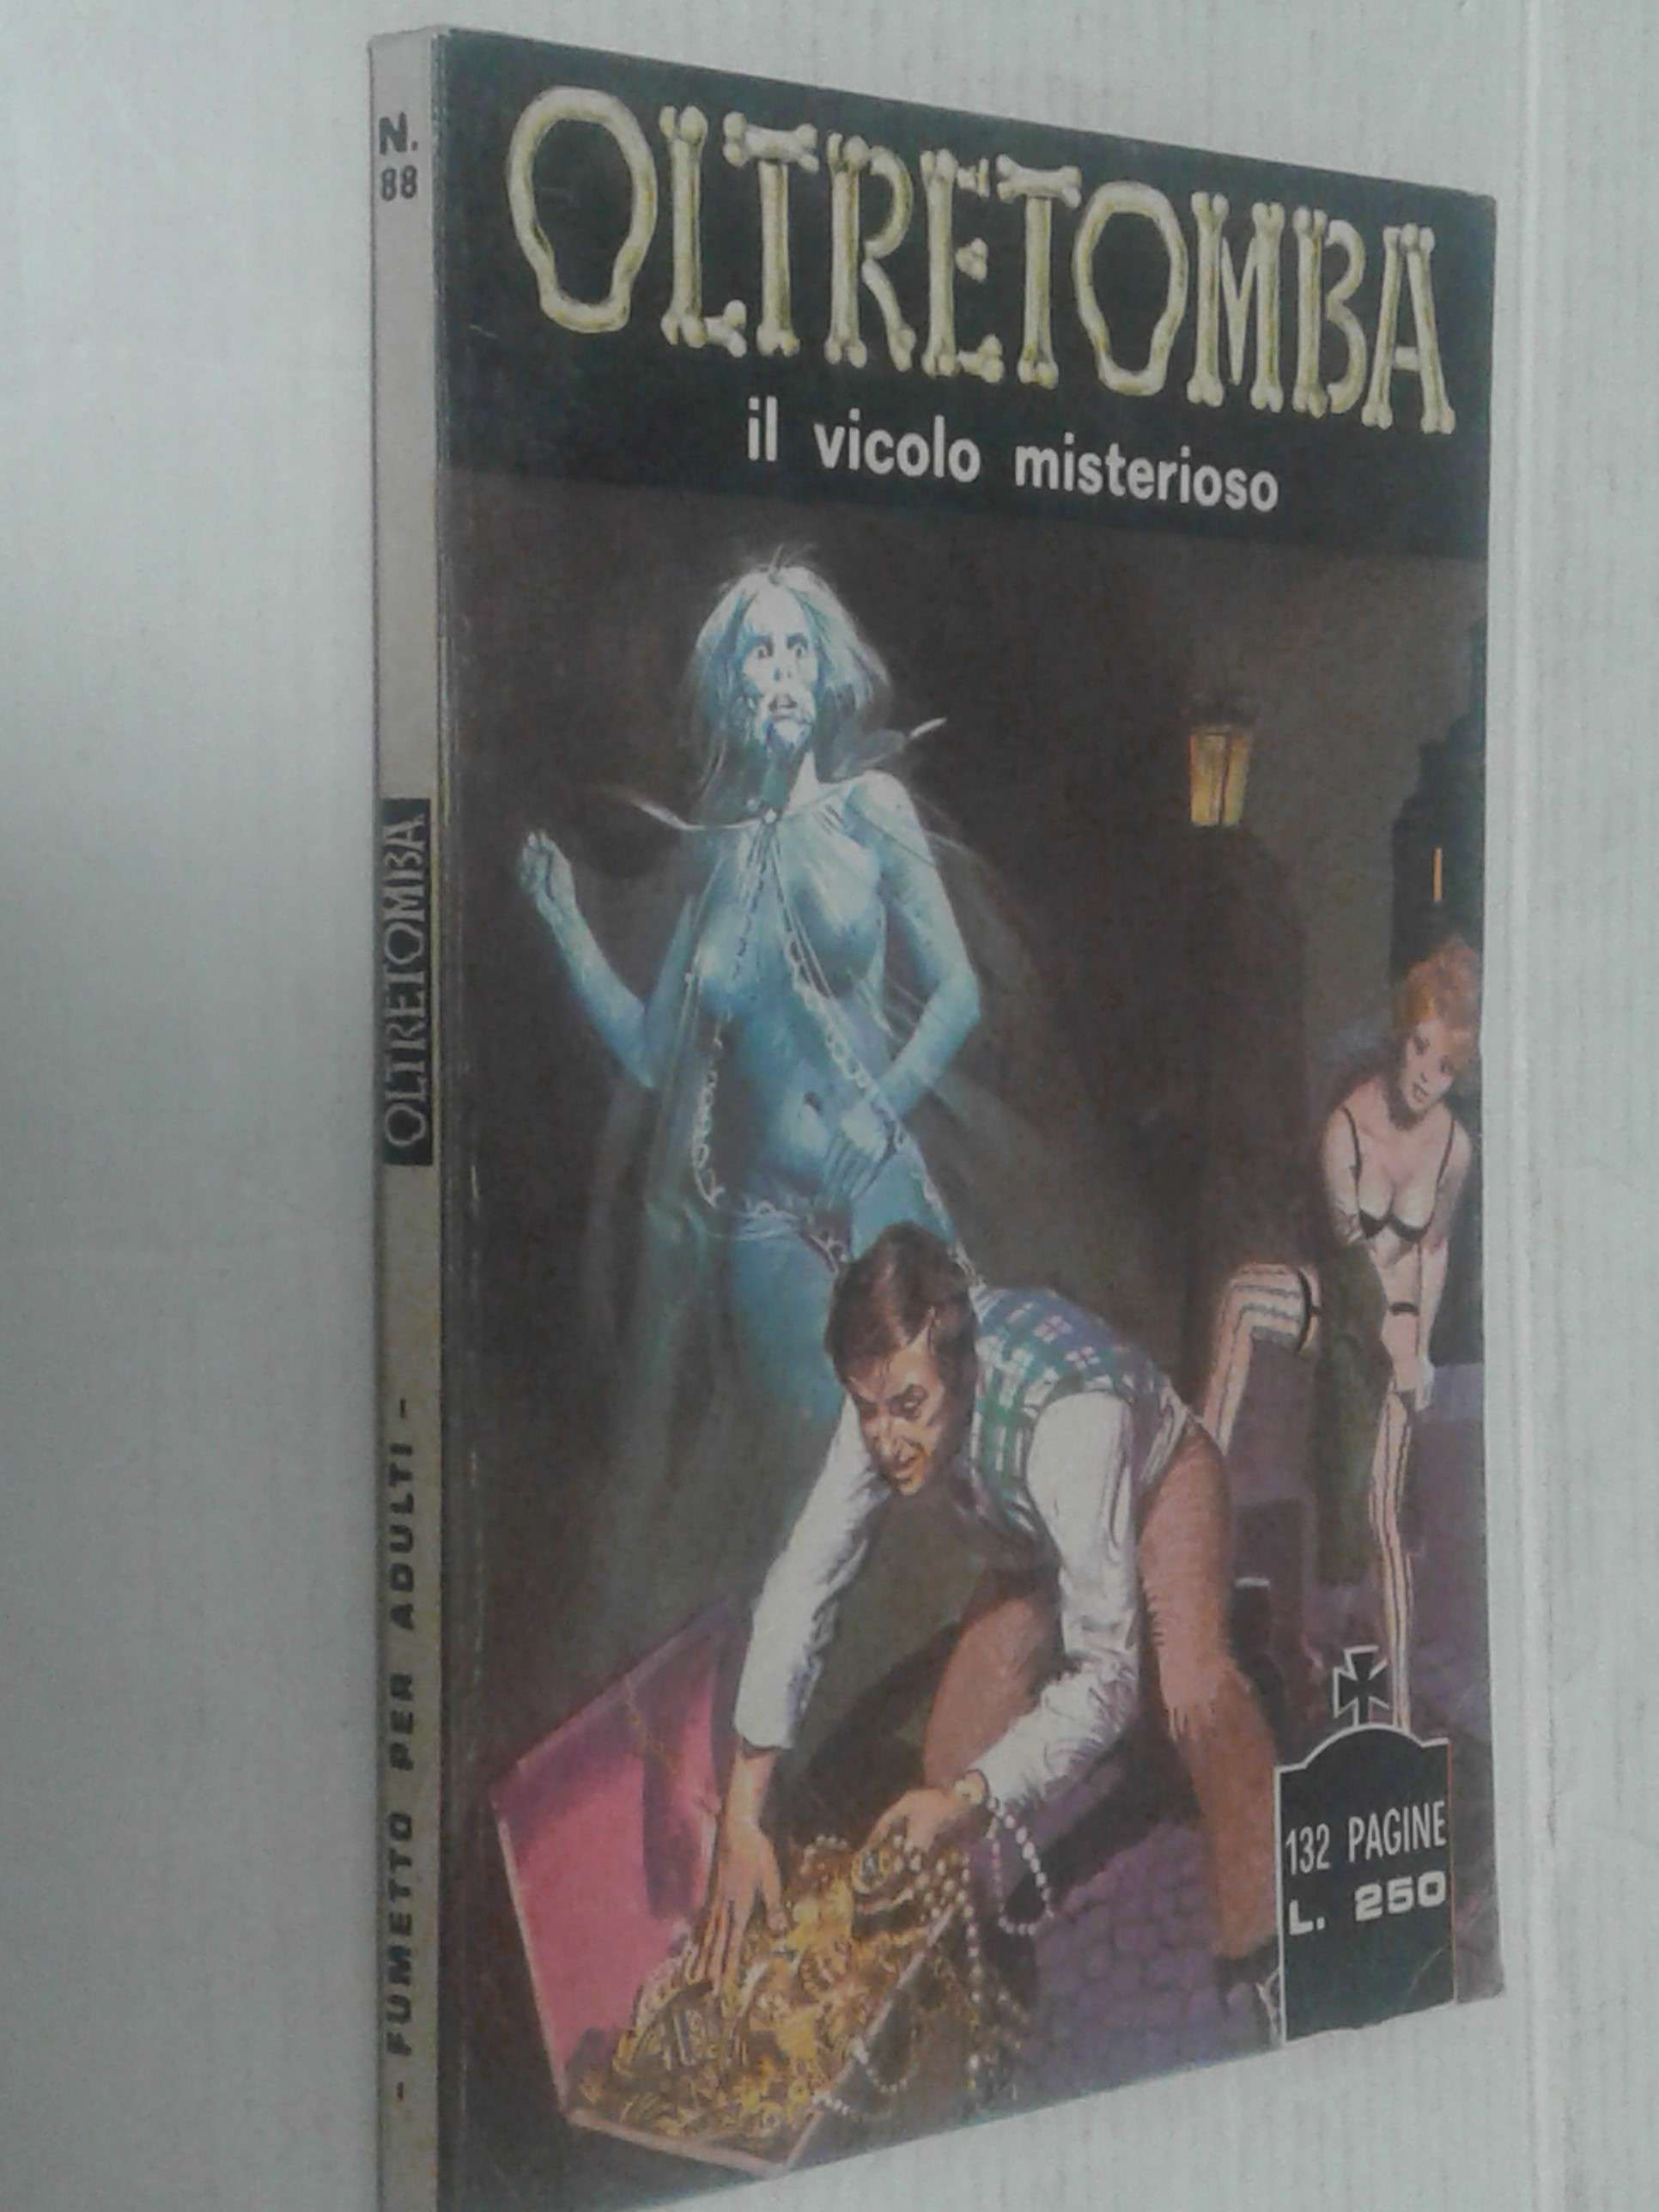 N.
88
OLTRETOMBA
- FUMETTO PER ADULTI -
OLTRETOMBA
il vicolo misterioso
132 PAGINE
L. 250